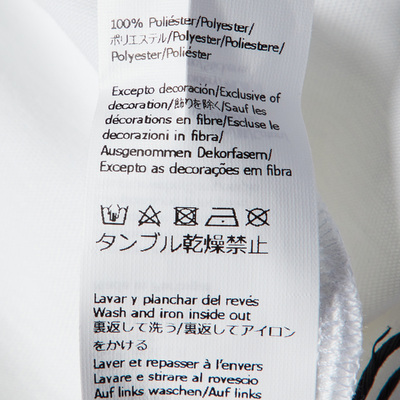 100% Poliéster/Polyester/
ポリエステル/Polyester/Poliestere/
Polyester/Poliéster
Excepto decoración/Exclusive of
decoration/飾りを除く/Sauf les
décorations en fibre/Escluse le
decorazioni in fibra/
Ausgenommen Dekorfasern/
Excepto as decorações em fibra
タンブル乾燥禁止
Lavar y planchar del revés
Wash and iron inside out
裏返して洗う/裏返してアイロン
をかける
Laver et repasser à l'envers
Lavare e stirare al rovescio
Auf links waschen/Auf links